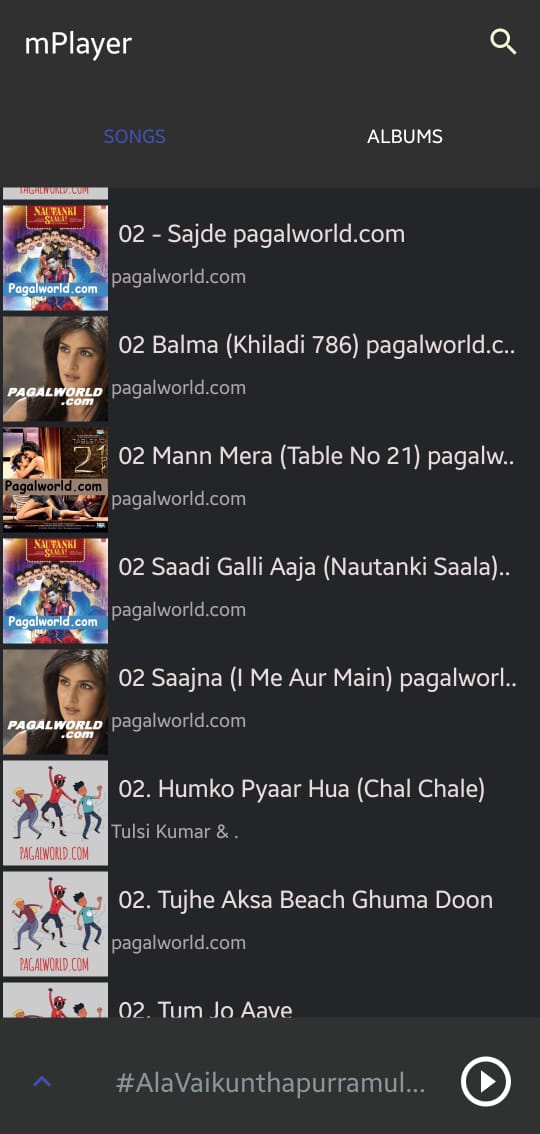 mPlayer
SONGS ALBUMS
PAGALWORLD.COM
NAUTANKI
SAALA!
Pagalworld.com
02 - Sajde pagalworld.com
pagalworld.com
PAGALWORLD
.com
02 Balma (Khiladi 786) pagalworld.c..
pagalworld.com
TABLE NO
21
Pagalworld.com
02 Mann Mera (Table No 21) pagalw..
pagalworld.com
NAUTANKI
SAALA!
Pagalworld.com
02 Saadi Galli Aaja (Nautanki Saala)..
pagalworld.com
PAGALWORLD
.com
02 Saajna (I Me Aur Main) pagalworl..
pagalworld.com
PAGALWORLD.COM
02. Humko Pyaar Hua (Chal Chale)
Tulsi Kumar & .
PAGALWORLD.COM
02. Tujhe Aksa Beach Ghuma Doon
pagalworld.com
02. Tum Jo Aaye
#AlaVaikunthapurramul...